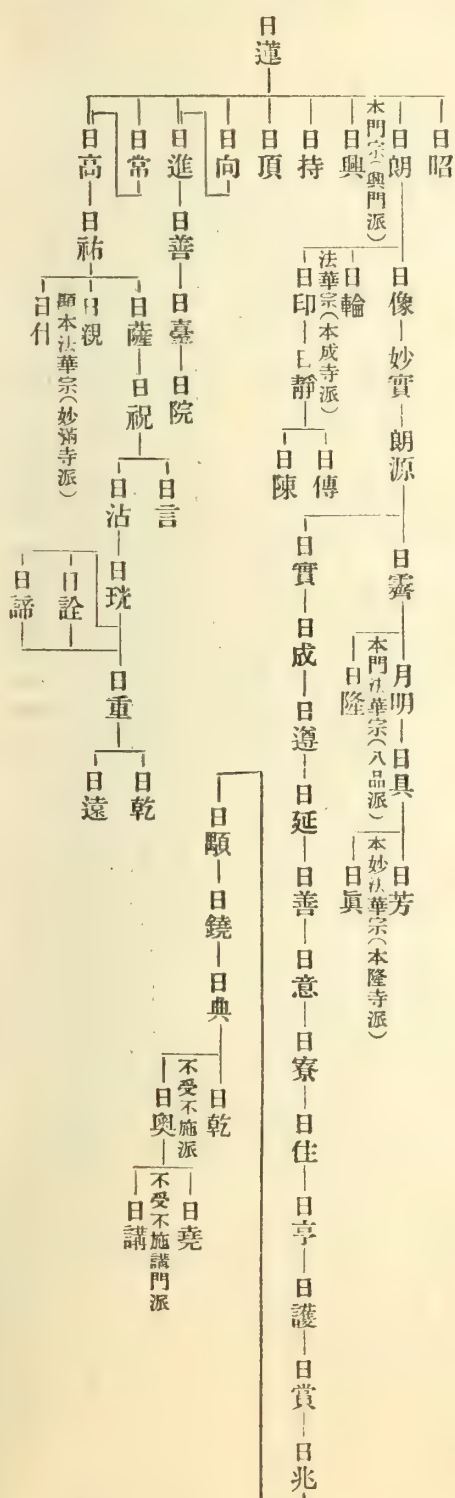 日蓮
日昭
日朗
本門宗(興門派)
日興
日持
日頂
日向
日進
日常
日高
日像
妙實
朗源
日輪
法華宗(本成寺派)
日印
日靜
日傳
日陳
日霽
月明
日具
日芳
本門法華宗(八品派)
日隆
本妙法華宗(本隆寺派)
日眞
日實
日成
日遵
日延
日善
日意
日寮
日住
日亨
日護
日賞
日兆
日顒
日鐃
日典
日乾
不受不施派
日奧
日堯
不受不施講門派
日講
日善
日臺
日院
日祐
日薩
日祝
日言
日沾
日珖
日詮
日諦
日重
日乾
日遠
日親
顯本法華宗(妙滿寺派)
日什